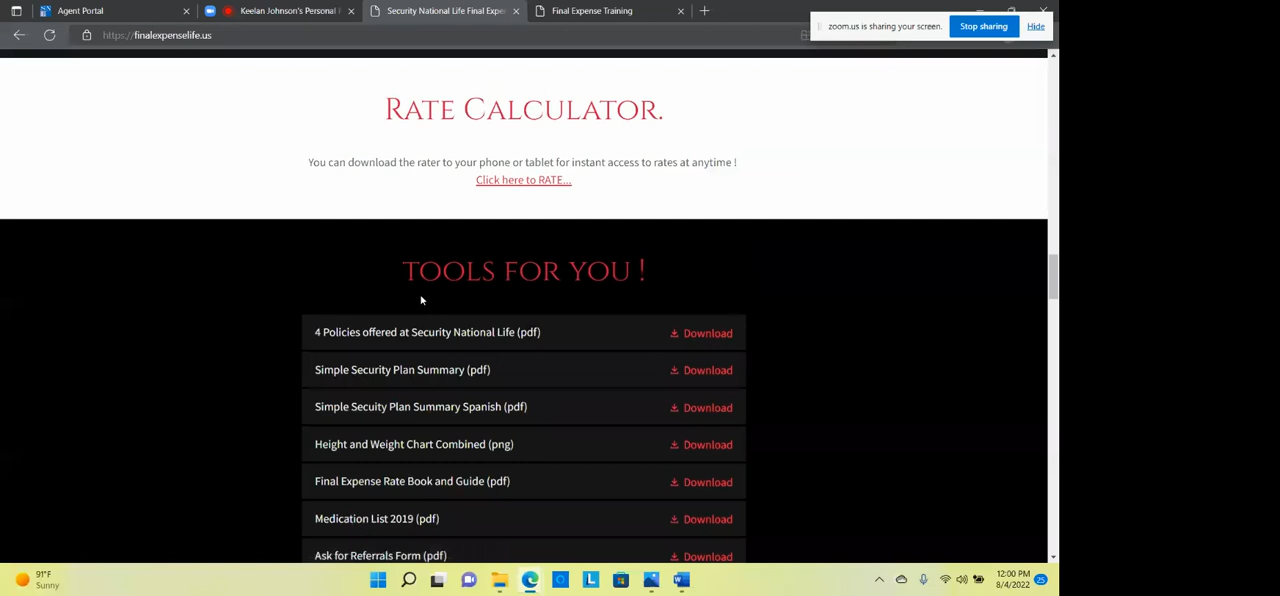 Agent Portal
Keelan Johnson's Personal
Security National Life Final Expe
Final Expense Training
https://finalexpenselife.us
zoom.us is sharing your screen.
Stop sharing
Hide
RATE CALCULATOR.
You can download the rater to your phone or tablet for instant access to rates at anytime !
Click here to RATE...
TOOLS FOR YOU !
4 Policies offered at Security National Life (pdf)
Download
Simple Security Plan Summary (pdf)
Download
Simple Secuity Plan Summary Spanish (pdf)
Download
Height and Weight Chart Combined (png)
Download
Final Expense Rate Book and Guide (pdf)
Download
Medication List 2019 (pdf)
Download
Ask for Referrals Form (pdf)
Download
91°F
Sunny
12:00 PM
8/4/2022
25